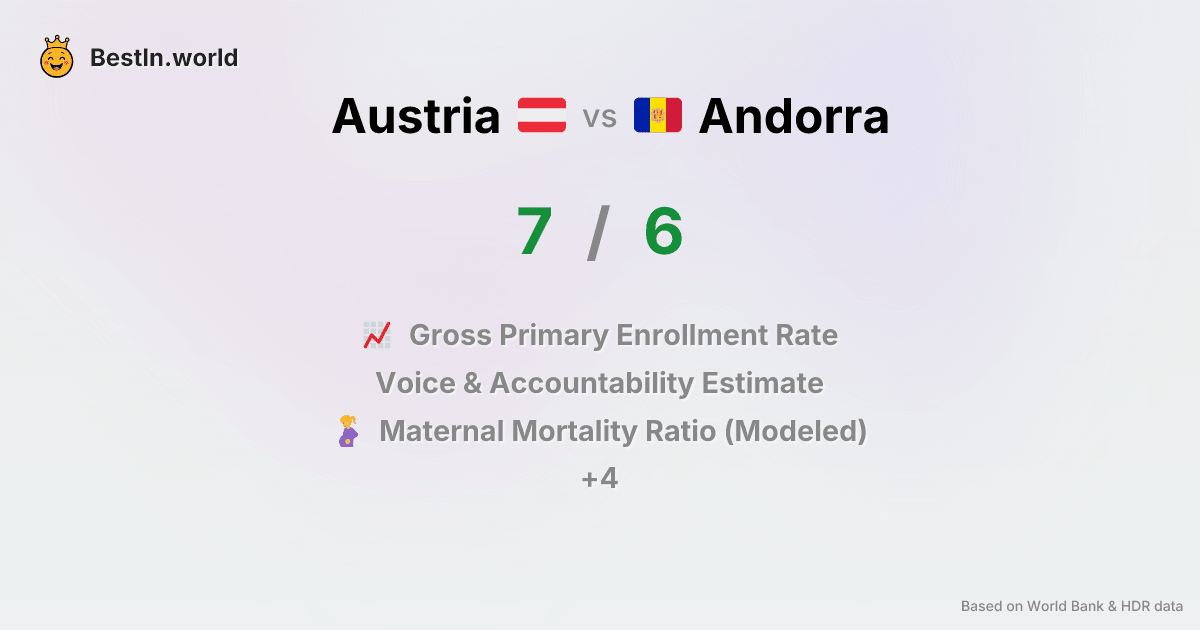 BestIn.world
Austria vs Andorra
7 / 6
Gross Primary Enrollment Rate
Voice & Accountability Estimate
Maternal Mortality Ratio (Modeled)
+4
Based on World Bank & HDR data